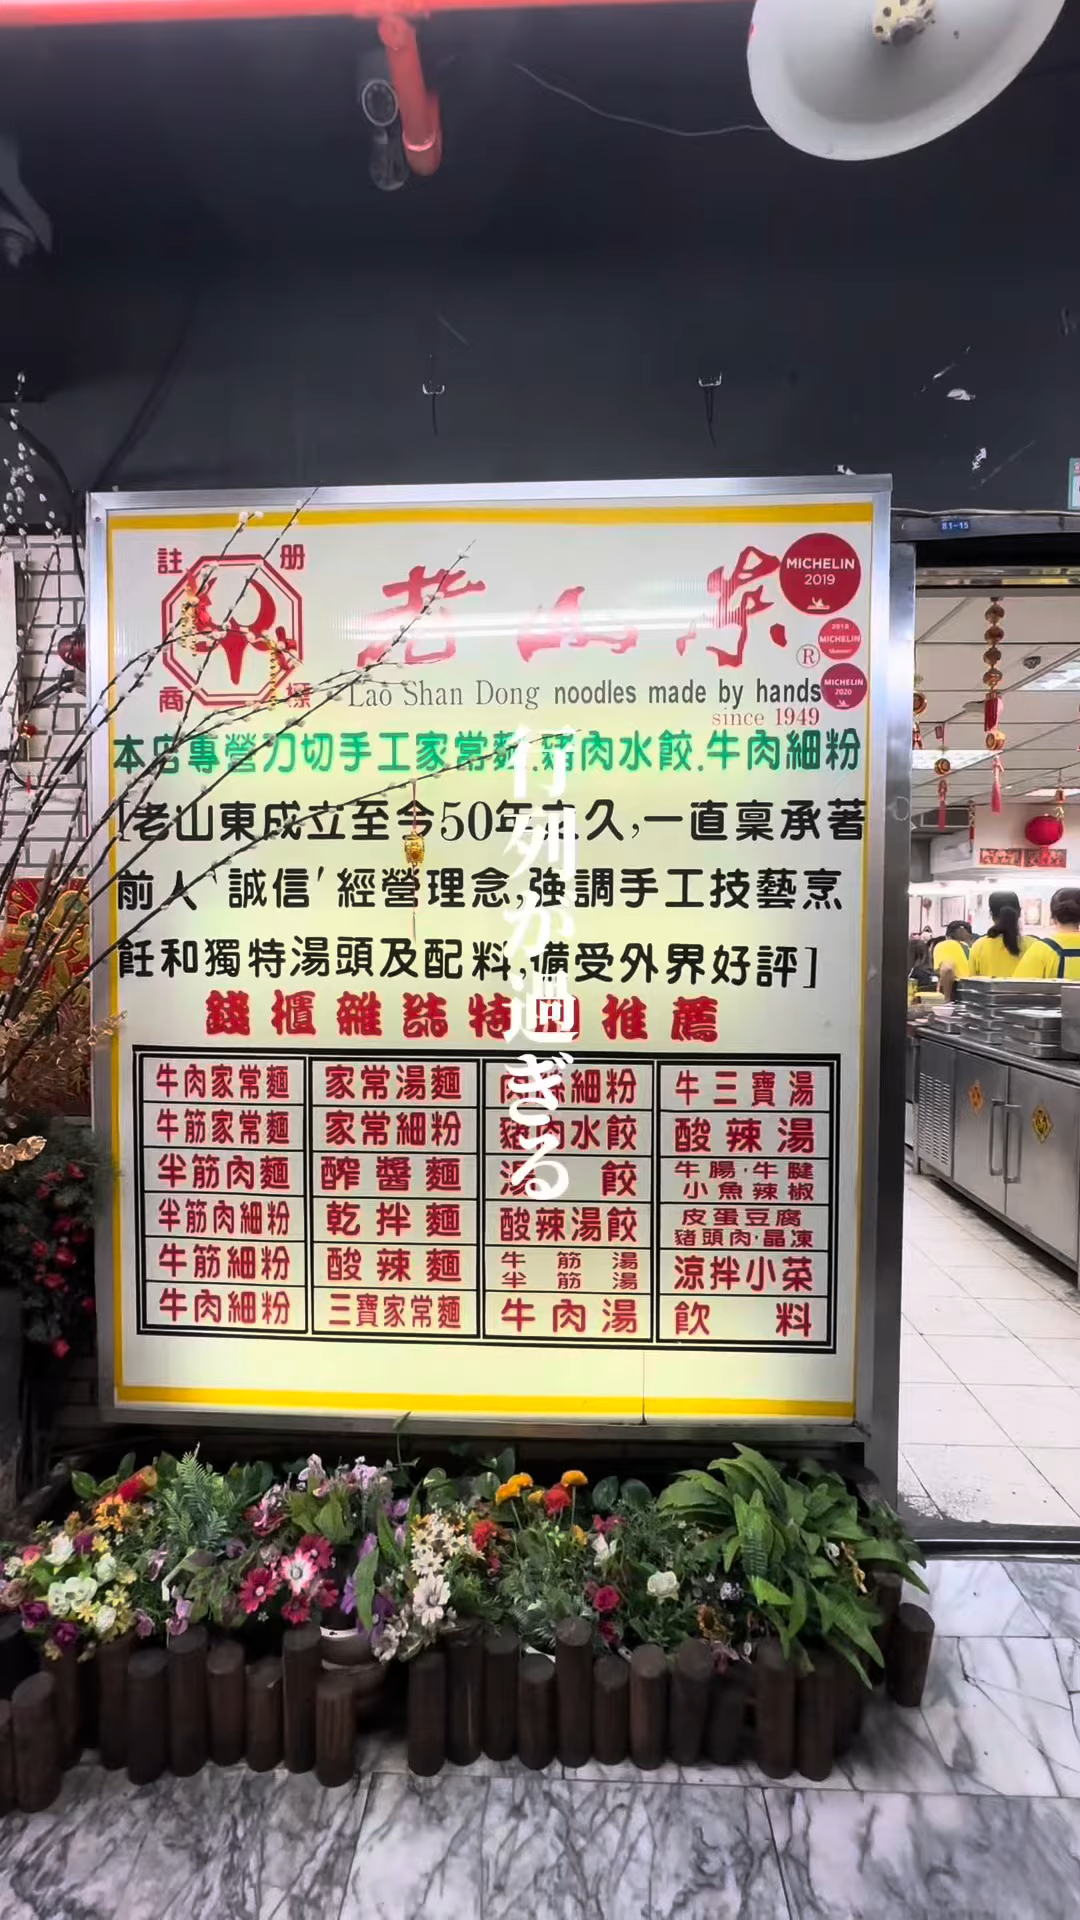 註冊
商標
老山東
®
MICHELIN
2019
2018
MICHELIN
MICHELIN
2020
Lao Shan Dong noodles made by hands
since 1949
本店專營刀切手工家常麵.豬肉水餃.牛肉細粉
[老山東成立至今50年之久,一直稟承著
前人'誠信'經營理念,強調手工技藝烹
飪和獨特湯頭及配料,備受外界好評]
錢櫃雜誌特別推薦
牛肉家常麵 家常湯麵 肉絲細粉 牛三寶湯
牛筋家常麵 家常細粉 豬肉水餃 酸辣湯
半筋肉麵 醡醬麵 湯餃 牛腸·牛腱
小魚辣椒
半筋肉細粉 乾拌麵 酸辣湯餃 皮蛋豆腐
豬頭肉·晶凍
牛筋細粉 酸辣麵 牛筋湯
半筋湯 涼拌小菜
牛肉細粉 三寶家常麵 牛肉湯 飲料
行列が過ぎる
B1-15